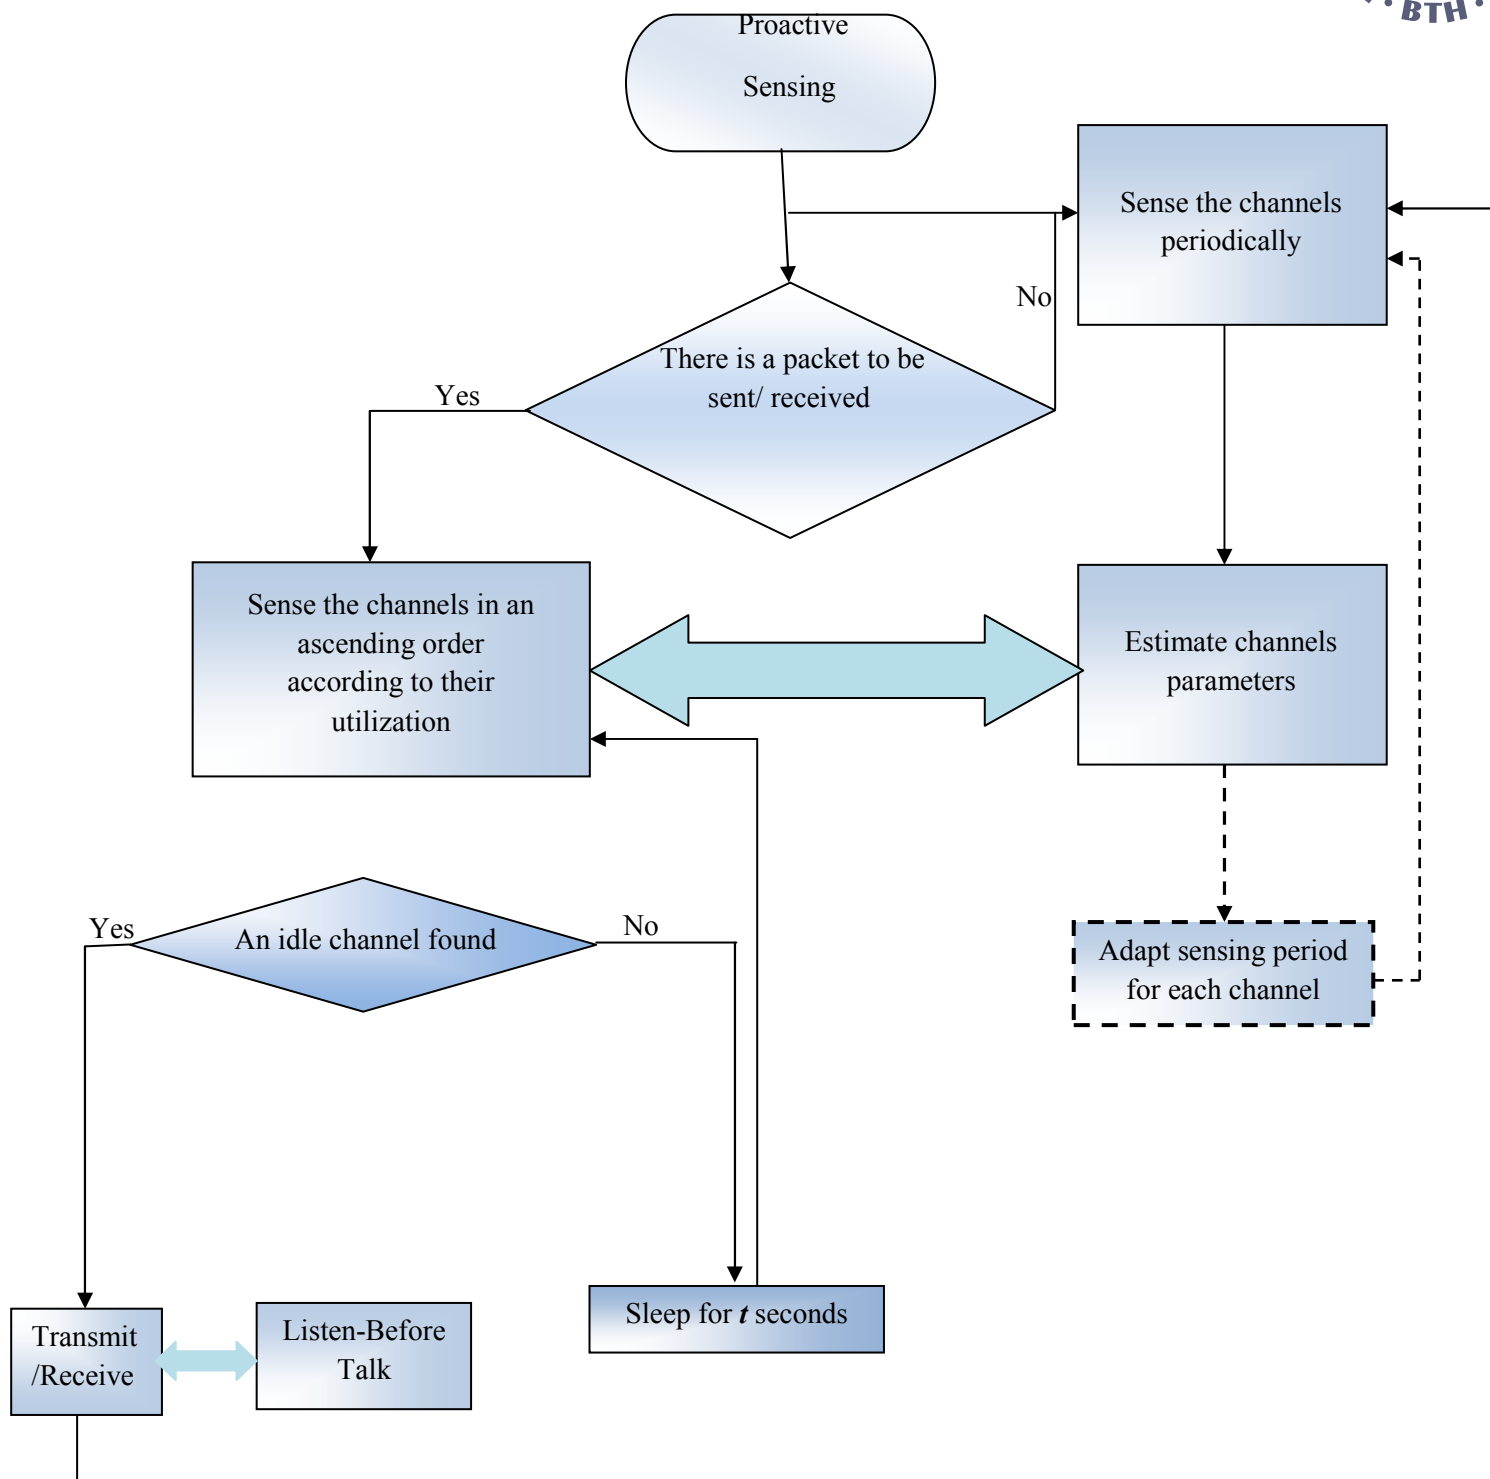 BTH
Proactive
Sensing
Sense the channels
periodically
No
There is a packet to be
sent/ received
Yes
Sense the channels in an
ascending order
according to their
utilization
Estimate channels
parameters
Yes
An idle channel found
No
Adapt sensing period
for each channel
Sleep for t seconds
Transmit
/Receive
Listen-Before
Talk